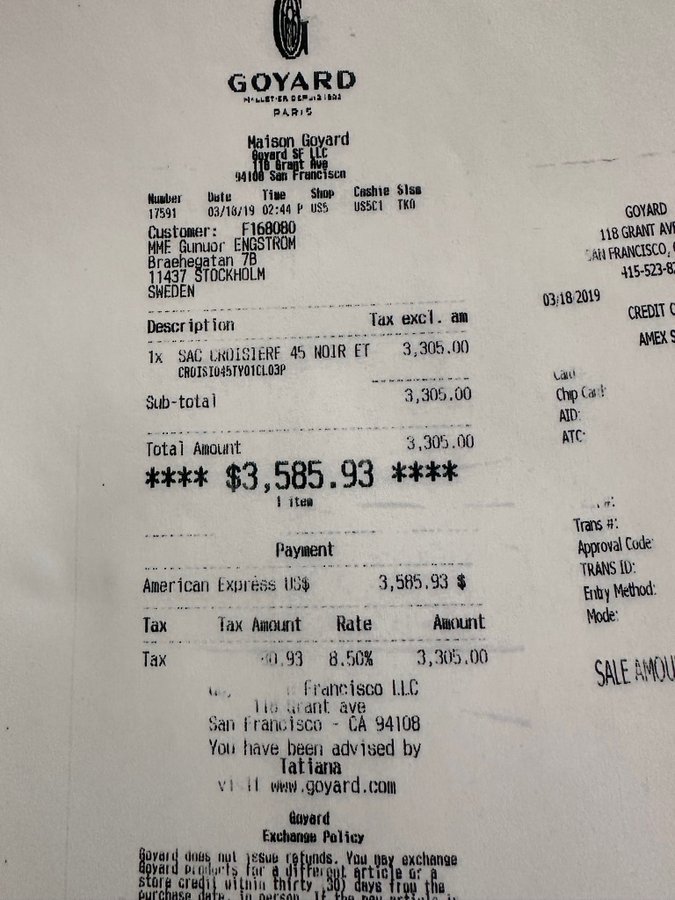 GOYARD
MALLETIER DEPUIS 1892
PARIS
Maison Goyard
Goyard SF LLC
118 Grant Ave
94108 San Francisco
Number Date Time Shop Cashie Slsm
17591 03/18/19 02:44 P US5 US5C1 TKO
Customer: F168080
MME Gunuor ENGSTROM
Braehegatan 7B
11437 STOCKHOLM
SWEDEN
Description Tax excl. am
1x SAC CROISIERE 45 NOIR ET 3,305.00
CROISIO45TY01CL03P
Sub-total 3,305.00
Total Amount 3,305.00
**** $3,585.93 ****
1 item
Payment
American Express US$ 3,585.93 $
Tax Tax Amount Rate Amount
Tax 8.50% 3,305.00
Francisco LLC
118 Grant ave
San Francisco - CA 94108
You have been advised by
Tatiana
www.goyard.com
Goyard
Exchange Policy
Goyard does not issue refunds. You may exchange
Goyard products for a different article or a
store credit within thirty (30) days from the
purchase date, in person. If the new article is
GOYARD
118 GRANT AVE
SAN FRANCISCO,
415-523-82
03/18/2019
CREDIT C
AMEX S
Card
Chip Card:
AID:
ATC:
Trans #:
Approval Code:
TRANS ID:
Entry Method:
Mode:
SALE AMOU